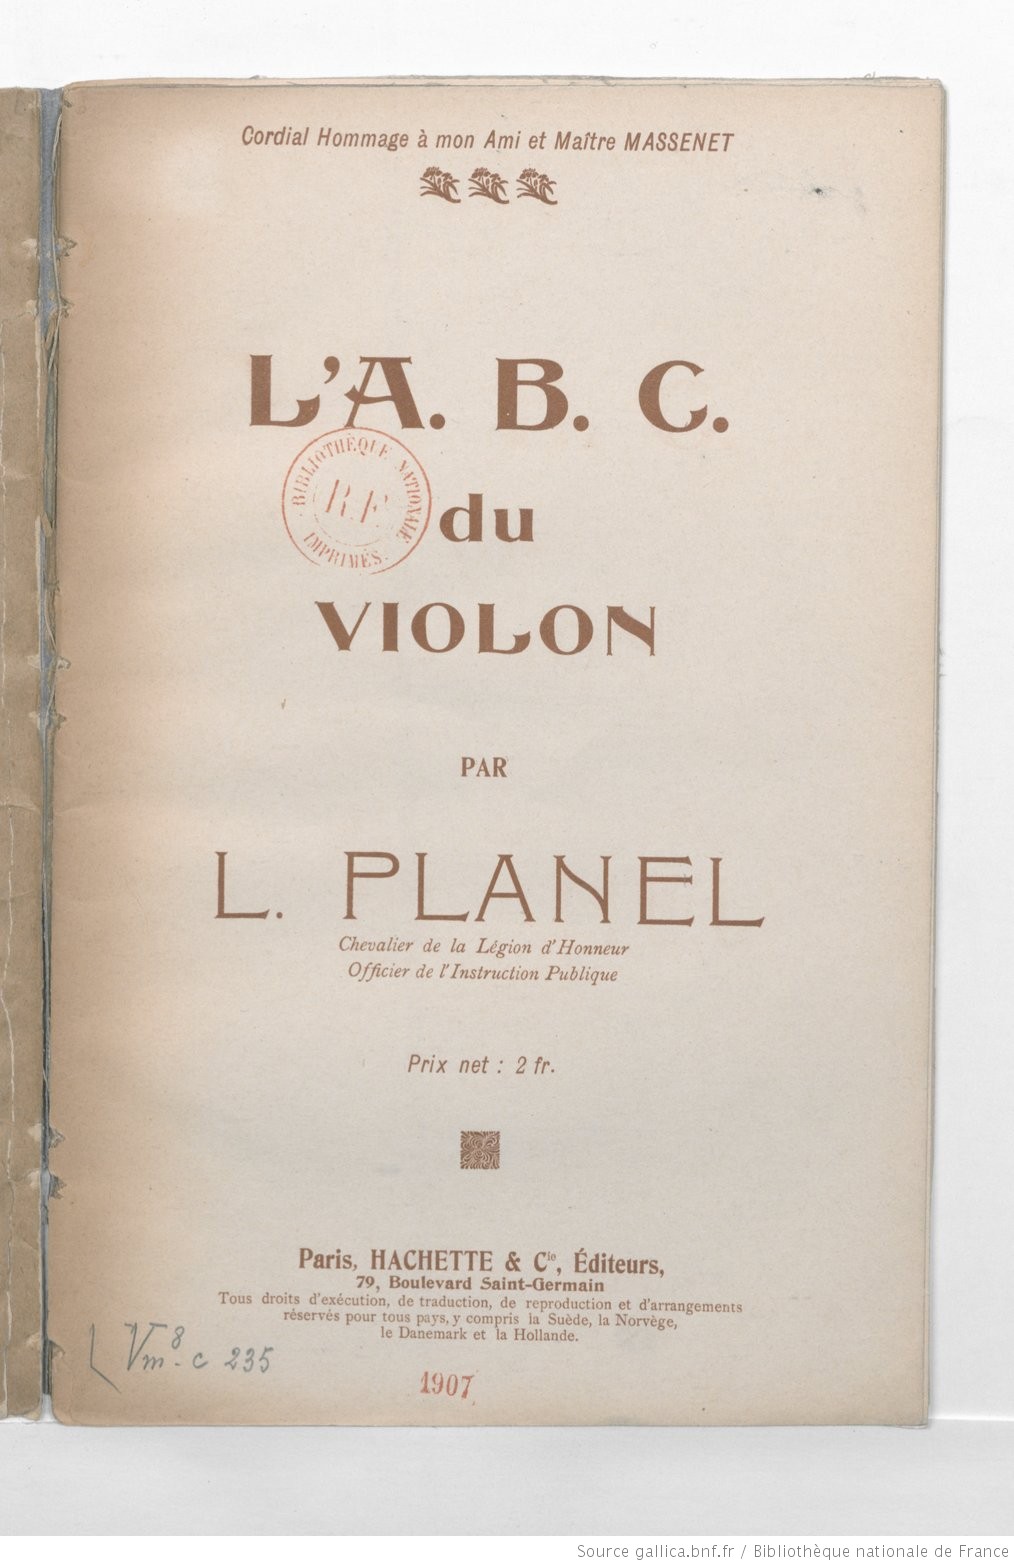 Cordial Hommage à mon Ami et Maître MASSENET
L'A. B. C.
BIBLIOTHÈQUE NATIONALE
R.F
IMPRIMÉS.
du
VIOLON
PAR
L. PLANEL
Chevalier de la Légion d'Honneur
Officier de l'Instruction Publique
Prix net : 2 fr.
Paris, HACHETTE & Cie, Éditeurs,
79, Boulevard Saint-Germain
Tous droits d'exécution, de traduction, de reproduction et d'arrangements
réservés pour tous pays, y compris la Suède, la Norvège,
le Danemark et la Hollande.
Vm 8. c 235
1907
Source gallica.bnf.fr / Bibliothèque nationale de France